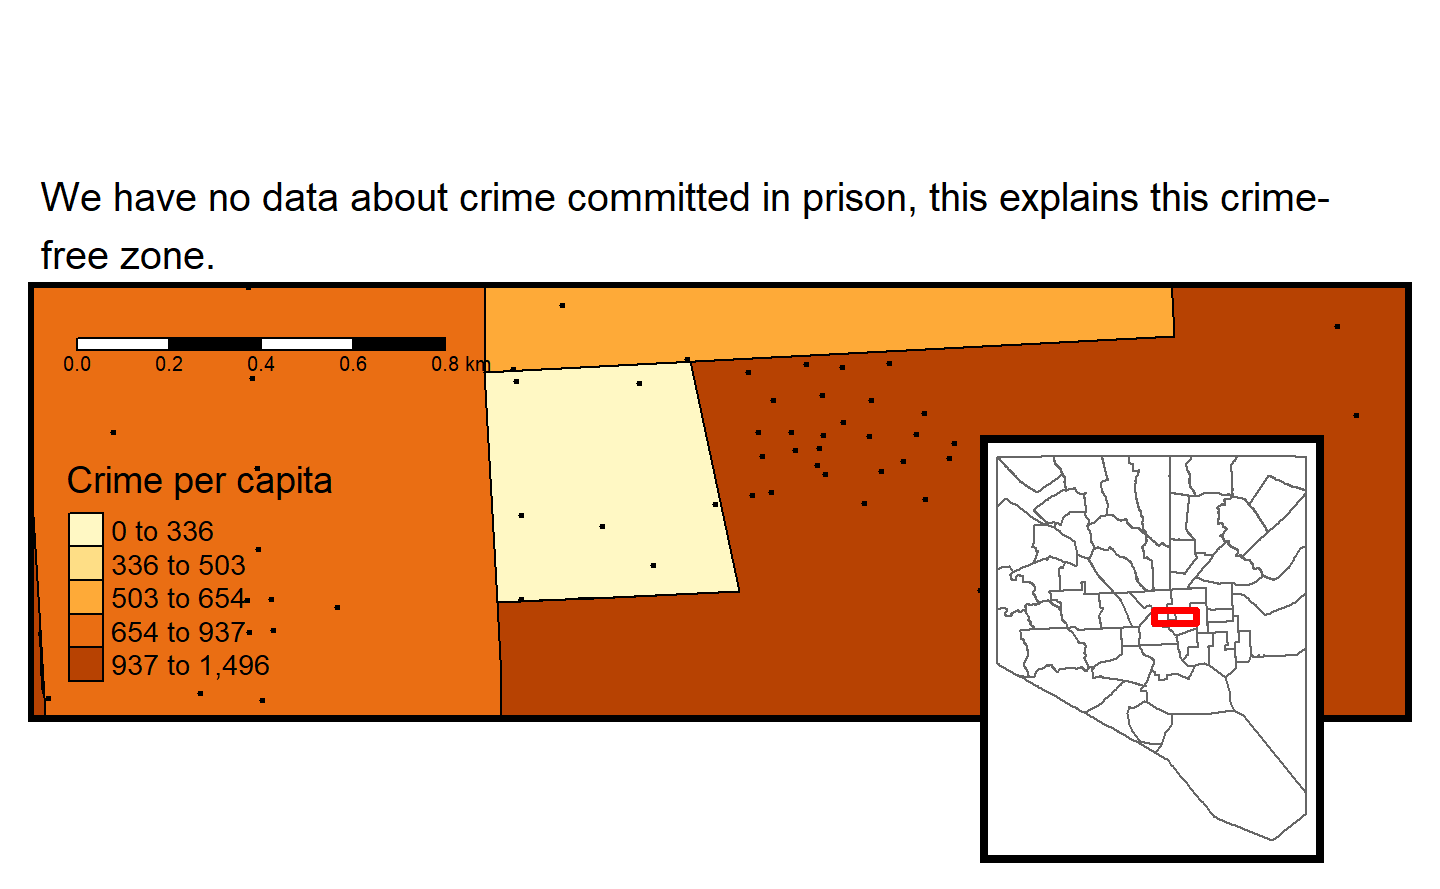 We have no data about crime committed in prison, this explains this crime-
free zone.
0.0 0.2 0.4 0.6 0.8 km
Crime per capita
0 to 336
336 to 503
503 to 654
654 to 937
937 to 1,496